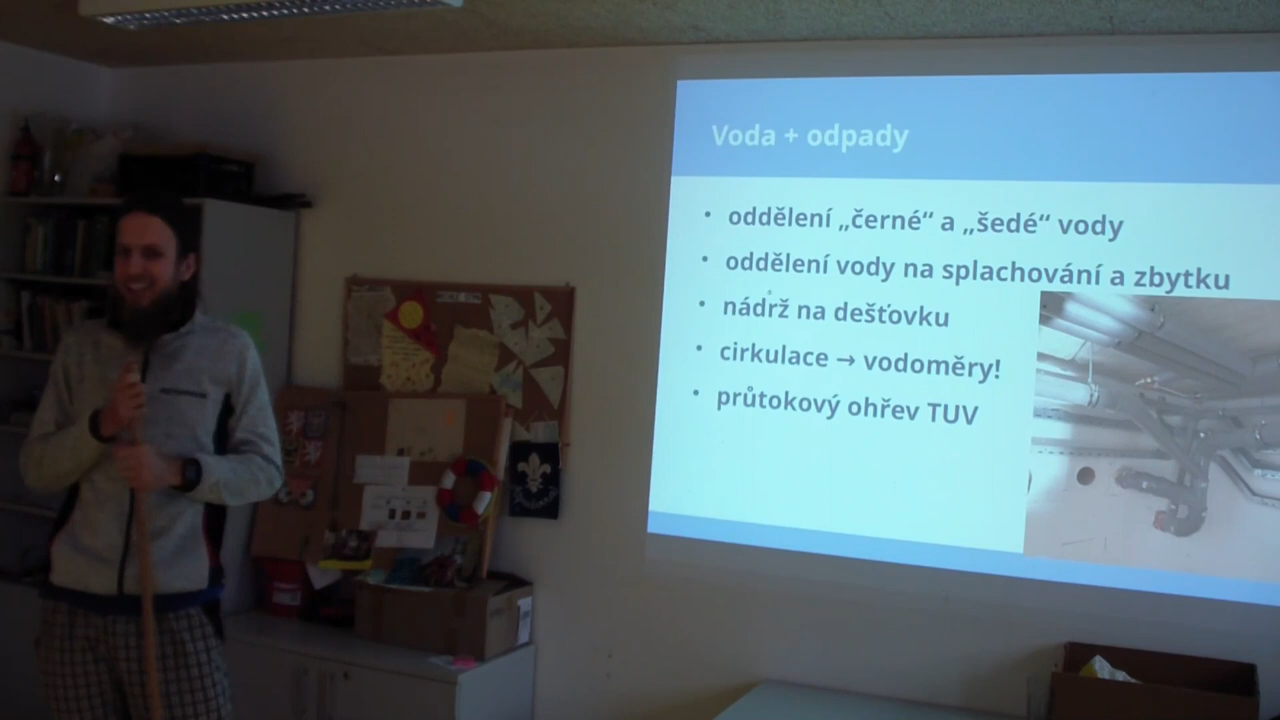 Voda + odpady
• oddělení „černé“ a „šedé“ vody
• oddělení vody na splachování a zbytku
• nádrž na dešťovku
• cirkulace → vodoměry!
• průtokový ohřev TUV